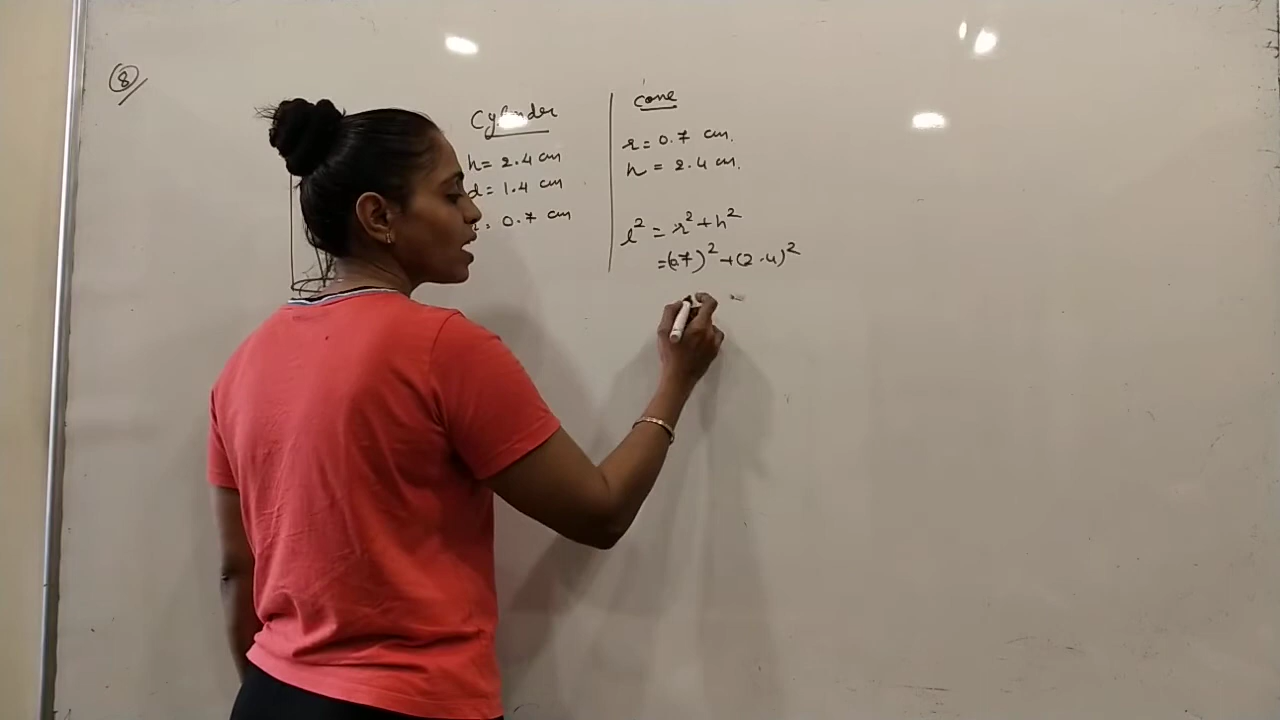 8
Cylinder
h = 2.4 cm
d = 1.4 cm
= 0.7 cm
Cone
r = 0.7 cm.
h = 2.4 cm.
l² = r² + h²
= (0.7)² + (2.4)²